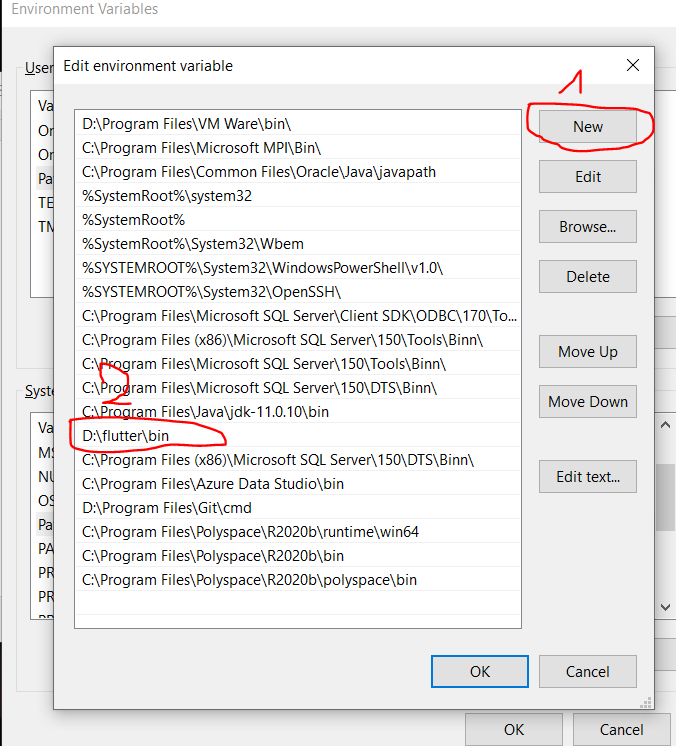 Environment Variables
Edit environment variable
User
1
D:\Program Files\VM Ware\bin\
New
Va
C:\Program Files\Microsoft MPI\Bin\
Or
C:\Program Files\Common Files\Oracle\Java\javapath
Edit
Or
%SystemRoot%\system32
Pa
%SystemRoot%
TE
Browse...
TM
%SystemRoot%\System32\Wbem
%SYSTEMROOT%\System32\WindowsPowerShell\v1.0\
Delete
%SYSTEMROOT%\System32\OpenSSH\
C:\Program Files\Microsoft SQL Server\Client SDK\ODBC\170\To...
C:\Program Files (x86)\Microsoft SQL Server\150\Tools\Binn\
Move Up
C:\Program Files\Microsoft SQL Server\150\Tools\Binn\
2
C:\Program Files\Microsoft SQL Server\150\DTS\Binn\
Syste
Move Down
C:\Program Files\Java\jdk-11.0.10\bin
Va
D:\flutter\bin
MS
C:\Program Files (x86)\Microsoft SQL Server\150\DTS\Binn\
NU
C:\Program Files\Azure Data Studio\bin
Edit text...
OS
D:\Program Files\Git\cmd
Pa
C:\Program Files\Polyspace\R2020b\runtime\win64
PA
C:\Program Files\Polyspace\R2020b\bin
PR
C:\Program Files\Polyspace\R2020b\polyspace\bin
PR
OK
Cancel
OK
Cancel